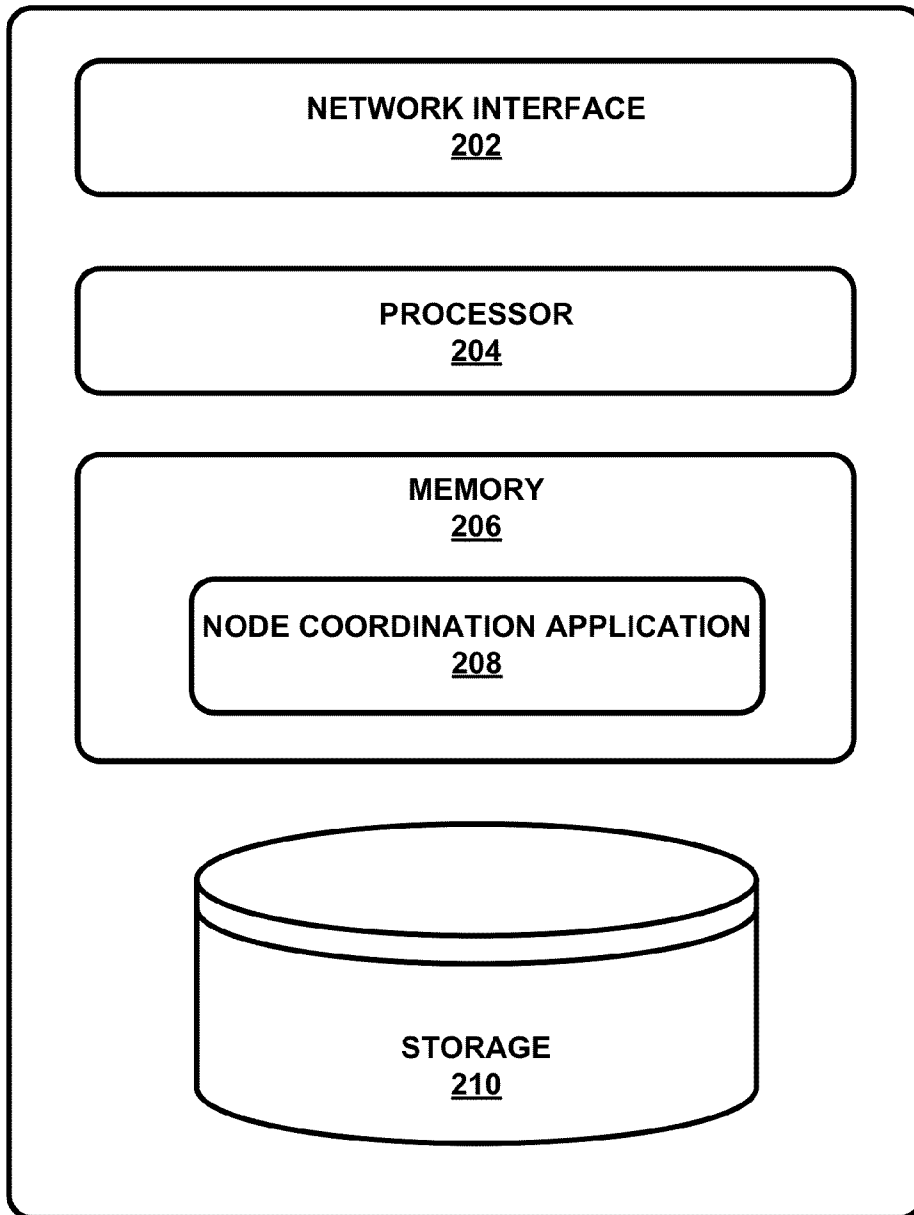 NETWORK INTERFACE
202
PROCESSOR
204
MEMORY
206
NODE COORDINATION APPLICATION
208
STORAGE
210